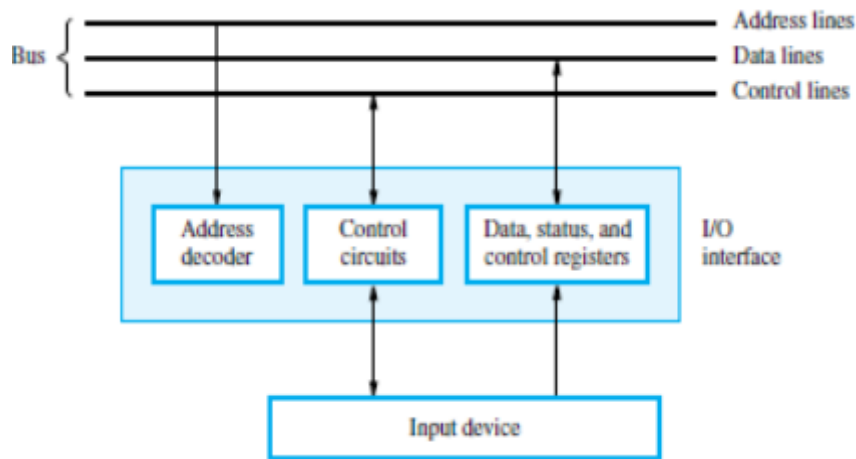 Address lines
Bus
Data lines
Control lines
Address
decoder
Control
circuits
Data, status, and
control registers
I/O
interface
Input device